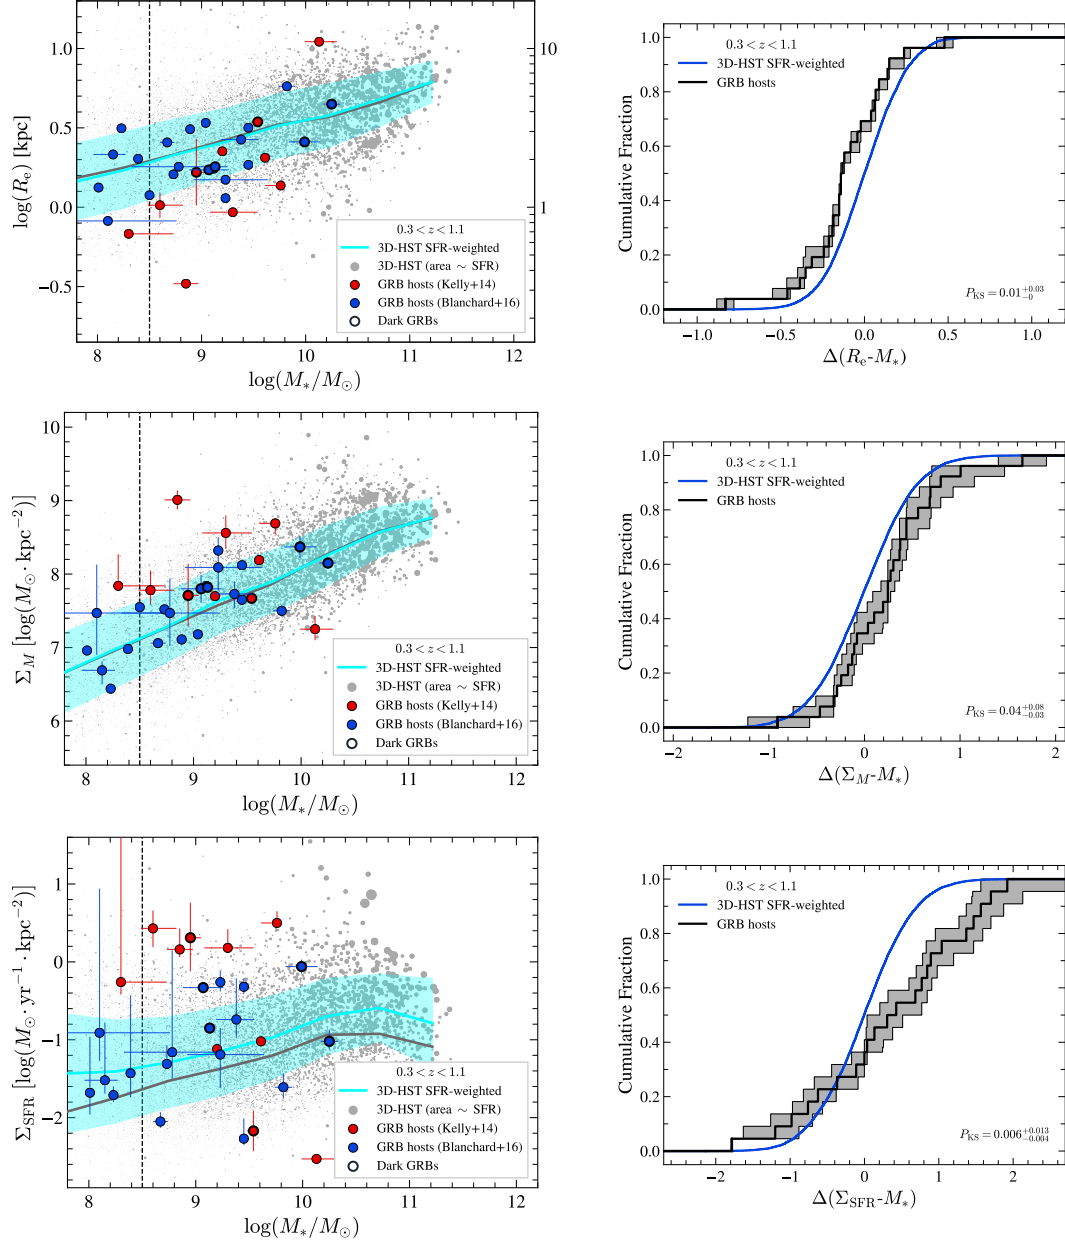 1.0
0.5
0.0
−0.5
10
1
log(R_e) [kpc]
0.3 < z < 1.1
3D-HST SFR-weighted
3D-HST (area ∼ SFR)
GRB hosts (Kelly+14)
GRB hosts (Blanchard+16)
Dark GRBs
8 9 10 11 12
log(M_*/M_⊙)
1.0
0.8
0.6
0.4
0.2
0.0
Cumulative Fraction
0.3 < z < 1.1
3D-HST SFR-weighted
GRB hosts
P_KS = 0.01^{+0.03}_{−0}
−1.0 −0.5 0.0 0.5 1.0
Δ(R_e-M_*)
10
9
8
7
6
Σ_M [log(M_⊙ · kpc^{−2})]
0.3 < z < 1.1
3D-HST SFR-weighted
3D-HST (area ∼ SFR)
GRB hosts (Kelly+14)
GRB hosts (Blanchard+16)
Dark GRBs
8 9 10 11 12
log(M_*/M_⊙)
1.0
0.8
0.6
0.4
0.2
0.0
Cumulative Fraction
0.3 < z < 1.1
3D-HST SFR-weighted
GRB hosts
P_KS = 0.04^{+0.08}_{−0.03}
−2 −1 0 1 2
Δ(Σ_M-M_*)
1
0
−1
−2
Σ_SFR [log(M_⊙ · yr^{−1} · kpc^{−2})]
0.3 < z < 1.1
3D-HST SFR-weighted
3D-HST (area ∼ SFR)
GRB hosts (Kelly+14)
GRB hosts (Blanchard+16)
Dark GRBs
8 9 10 11 12
log(M_*/M_⊙)
1.0
0.8
0.6
0.4
0.2
0.0
Cumulative Fraction
0.3 < z < 1.1
3D-HST SFR-weighted
GRB hosts
P_KS = 0.006^{+0.013}_{−0.004}
−2 −1 0 1 2
Δ(Σ_SFR-M_*)